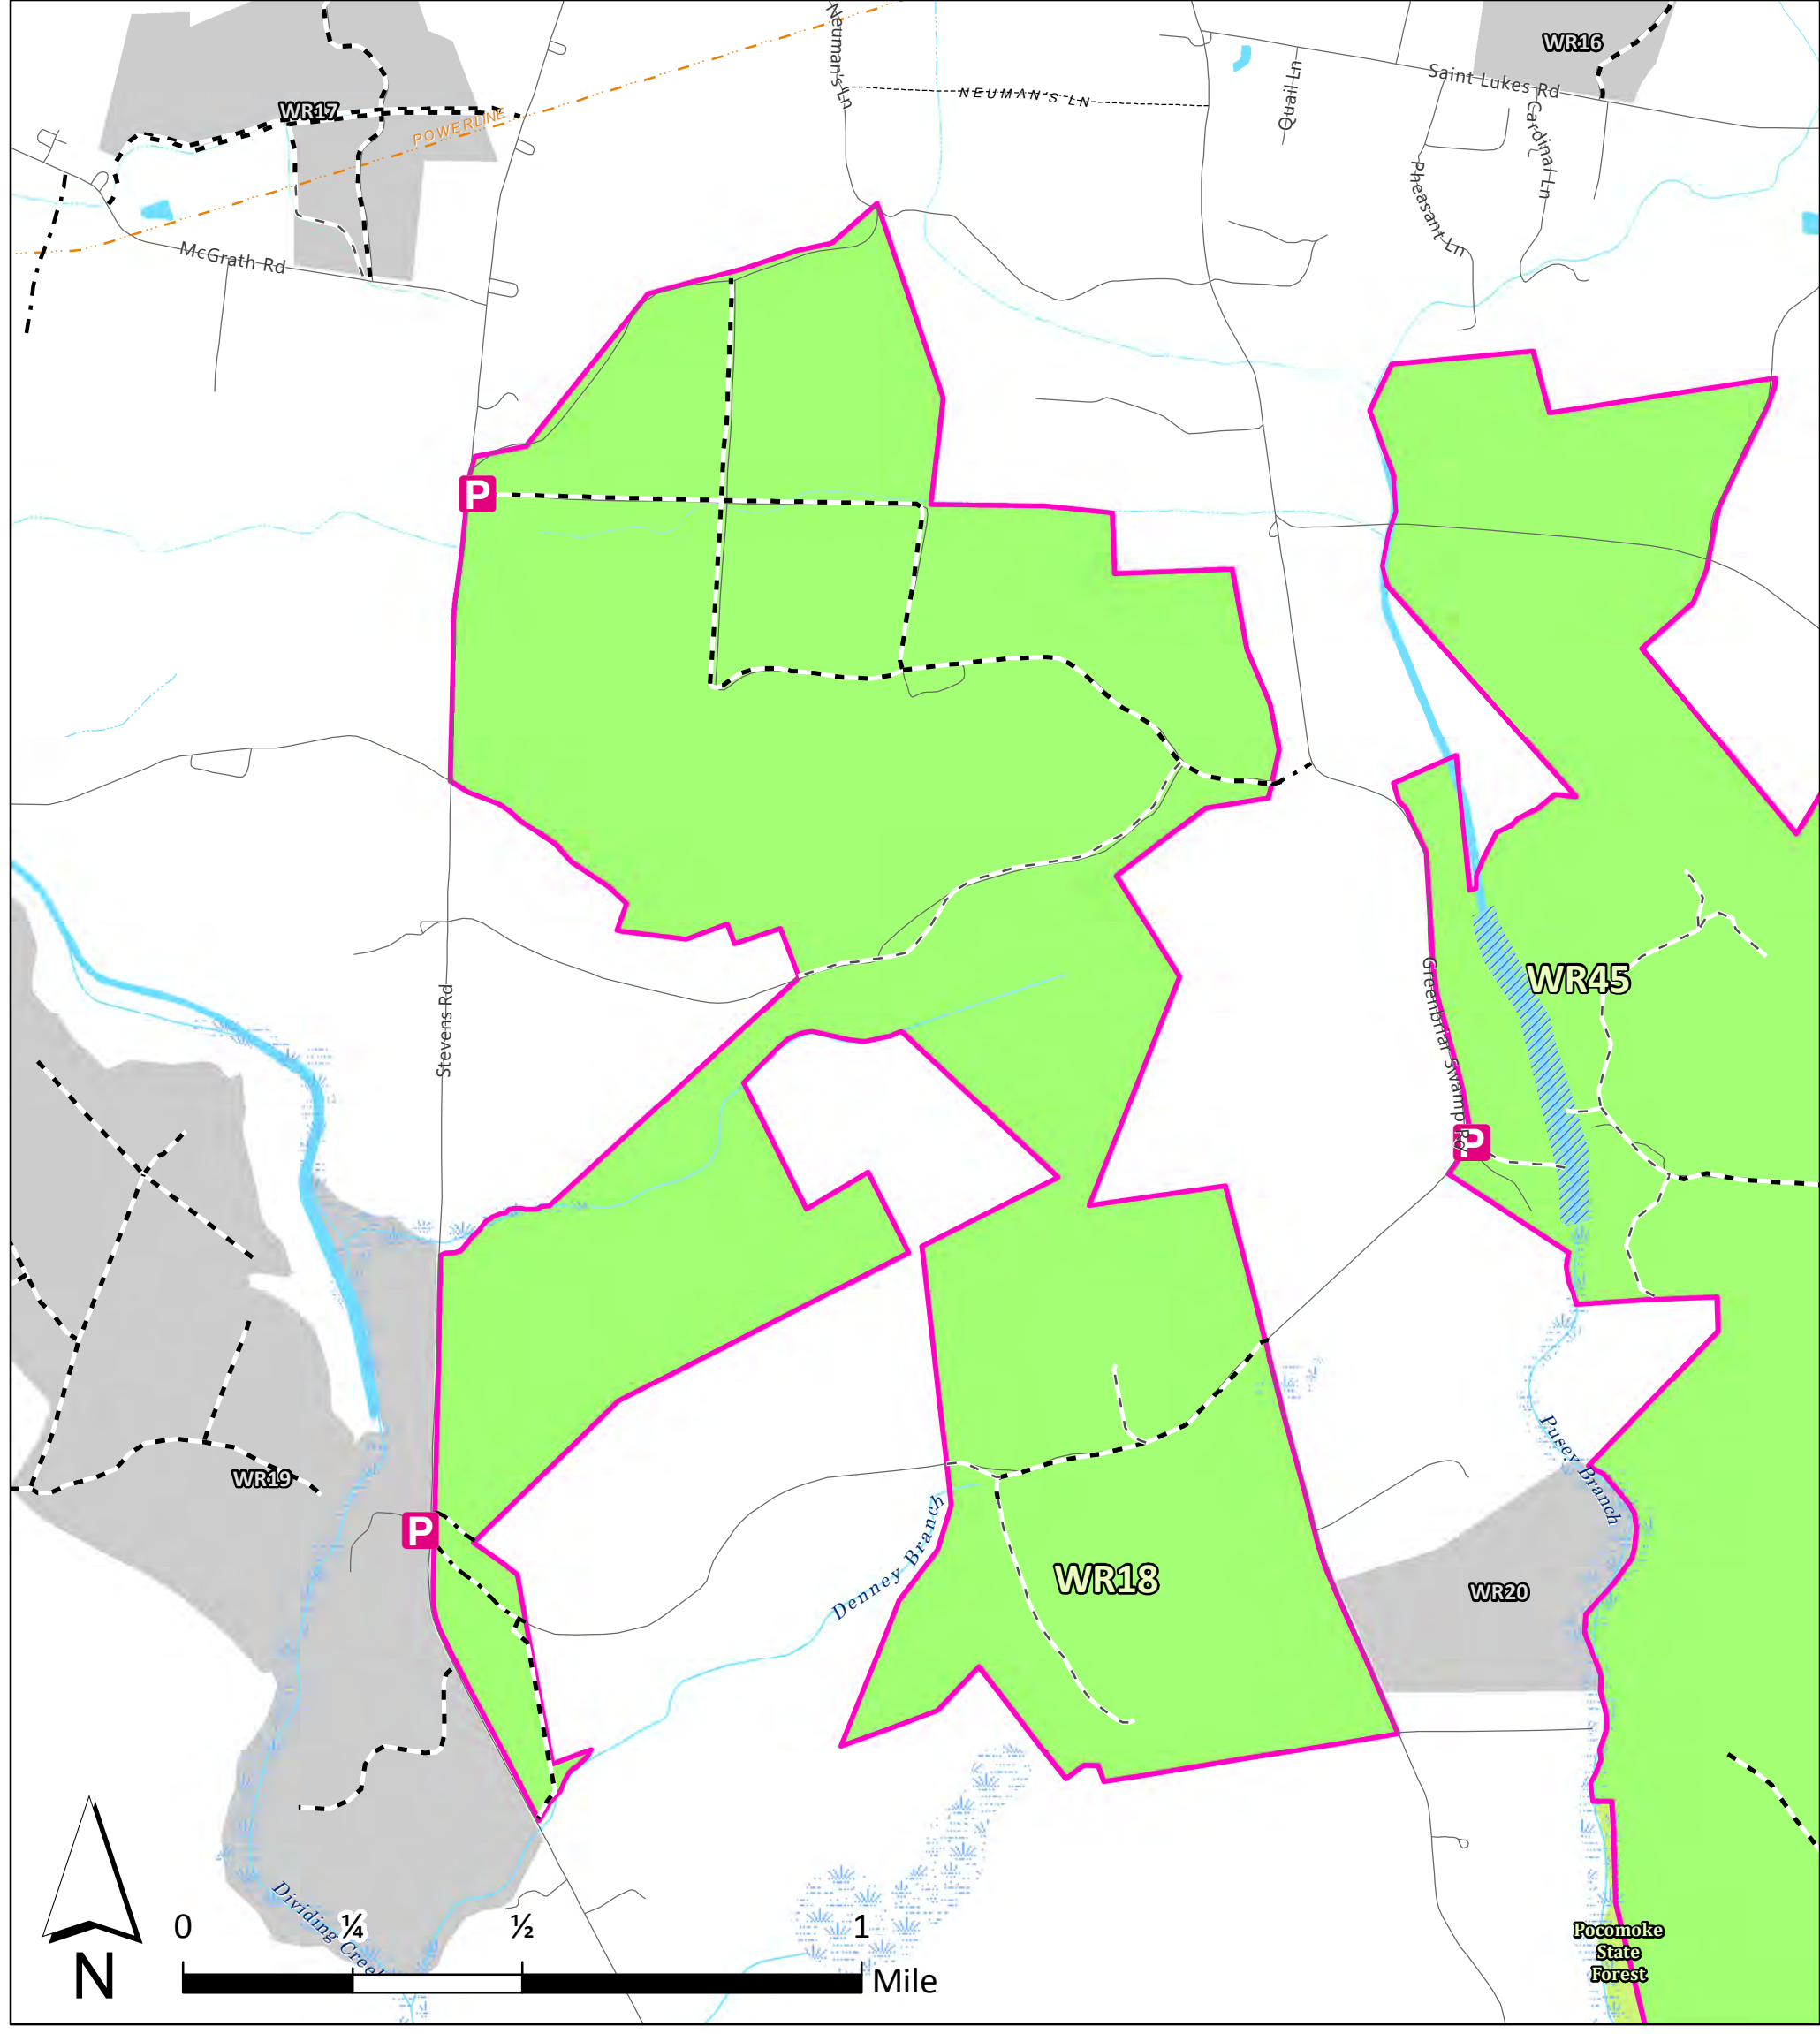 Neuman's Ln
WR16
Saint Lukes Rd
WR17
POWERLINE
NEUMAN'S LN
Quail Ln
Cardinal Ln
Pheasant Ln
McGrath Rd
P
WR45
Stevens Rd
Greenbriar Swamp Rd
P
Pusey Branch
WR19
P
Denney Branch
WR18
WR20
Dividing Creek
Pocomoke
State
Forest
0 ¼ ½ 1
Mile
N